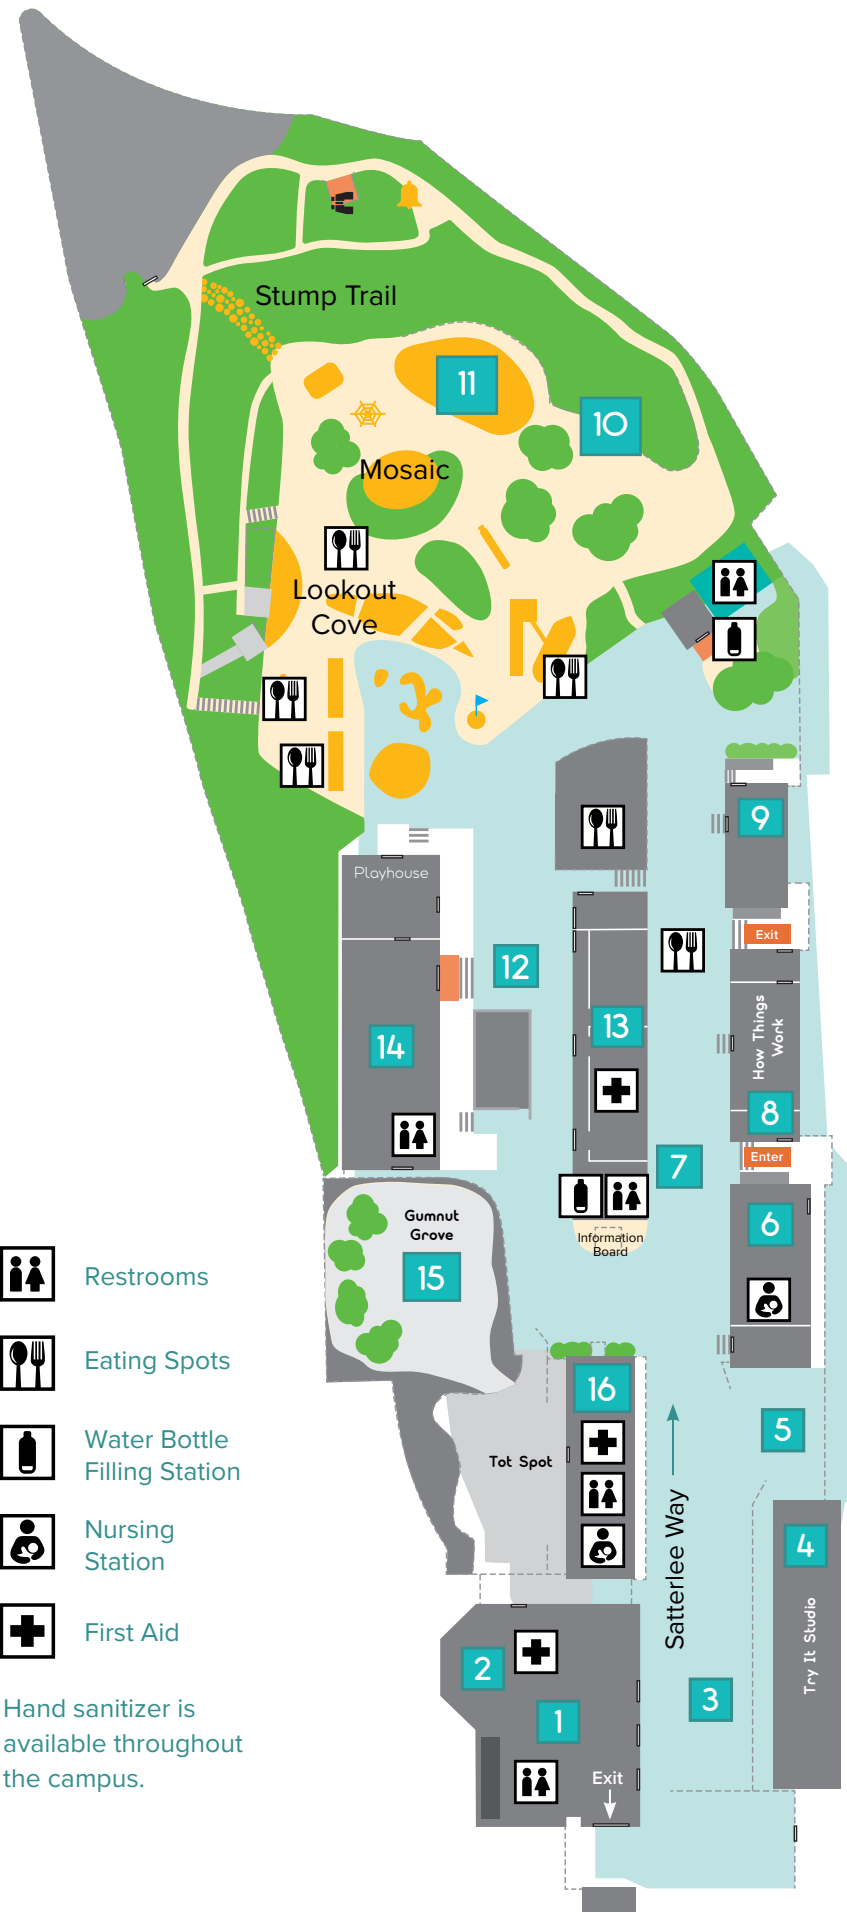 Stump Trail
11
10
Mosaic
Lookout
Cove
9
Playhouse
Exit
12
13
How Things
Work
14
8
7
Enter
6
Information
Board
Gumnut
Grove
15
16
Tot Spot
5
Satterlee Way
4
Try It Studio
2
3
1
Exit
Restrooms
Eating Spots
Water Bottle
Filling Station
Nursing
Station
First Aid
Hand sanitizer is
available throughout
the campus.